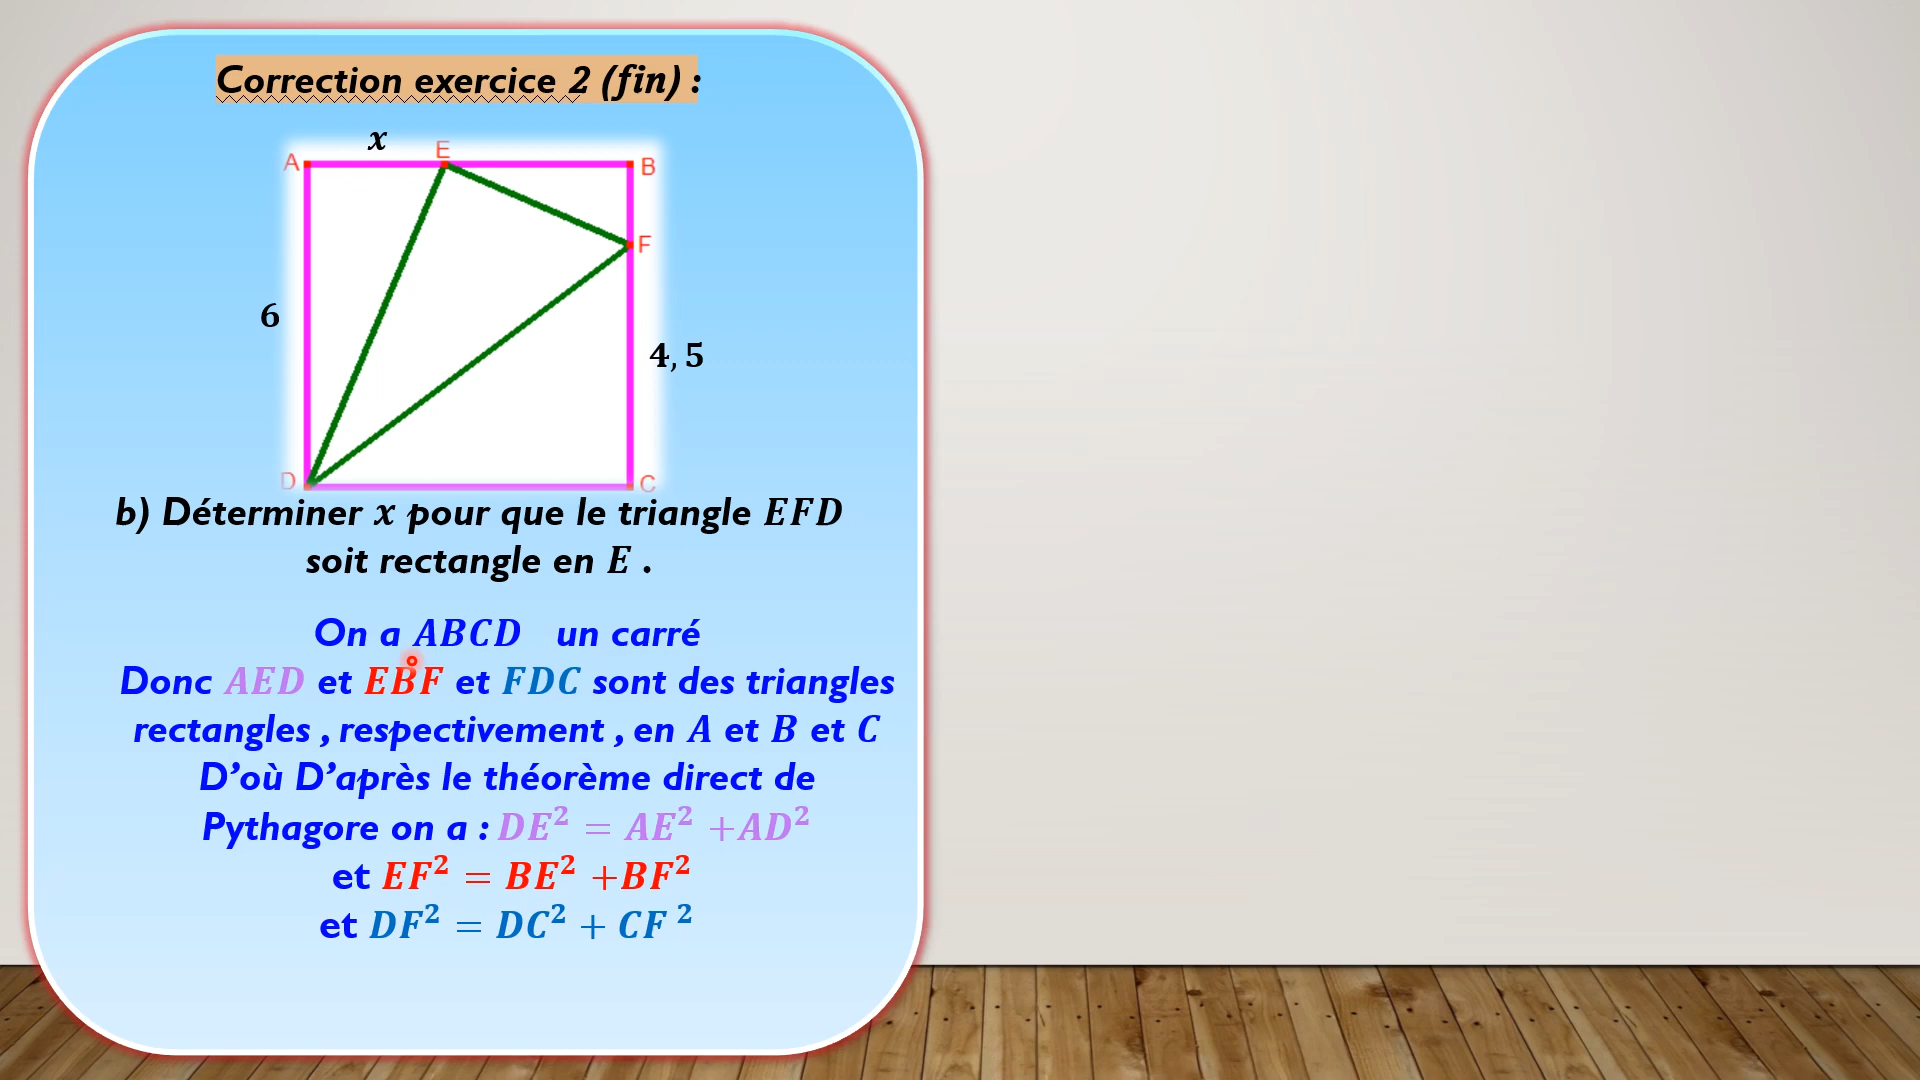 Correction exercice 2 (fin) :
x
A E B
F
6
4,5
D C
b) Déterminer x pour que le triangle EFD
soit rectangle en E .
On a ABCD un carré
Donc AED et EBF et FDC sont des triangles
rectangles , respectivement , en A et B et C
D’où D’après le théorème direct de
Pythagore on a : DE² = AE² +AD²
et EF² = BE² +BF²
et DF² = DC² + CF ²